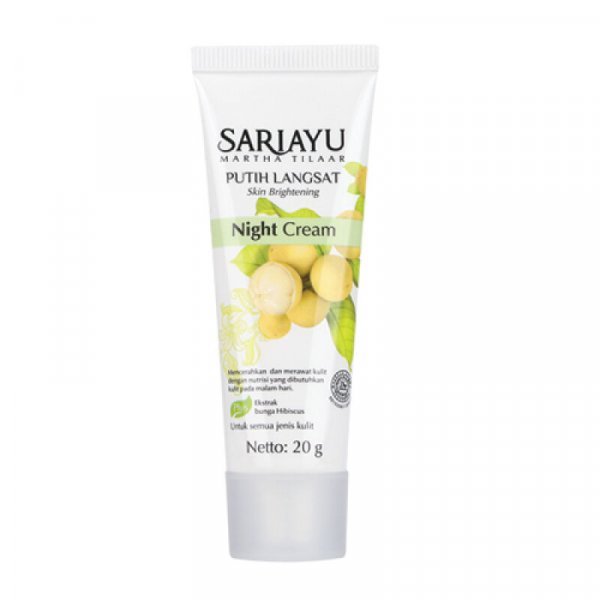 SARIAYU
MARTHA TILAAR
PUTIH LANGSAT
Skin Brightening
Night Cream
Mencerahkan dan merawat kulit
dengan nutrisi yang dibutuhkan
kulit pada malam hari.
Ekstrak
bunga Hibiscus
Untuk semua jenis kulit
Netto: 20 g